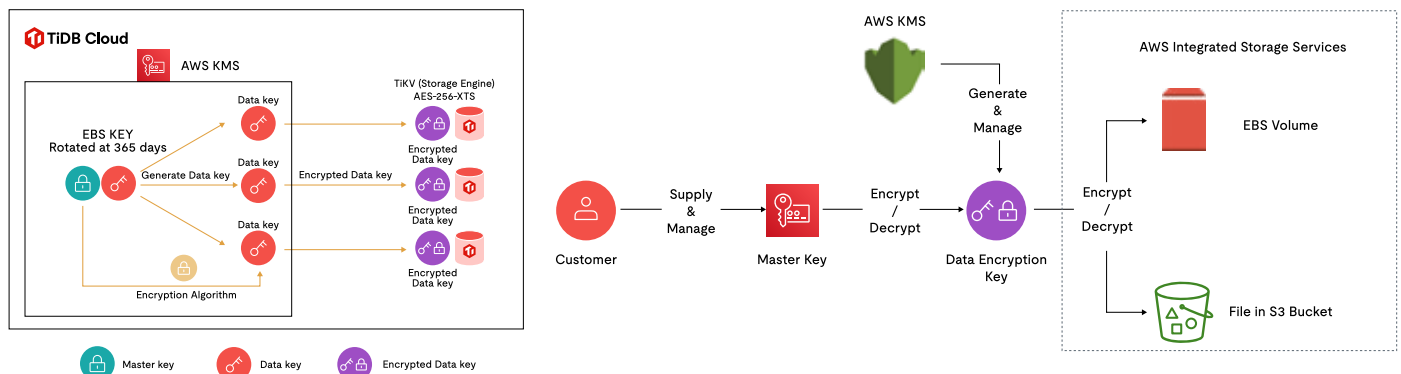 TiDB Cloud
AWS KMS
TiKV (Storage Engine)
AES-256-XTS
Data key
EBS KEY
Rotated at 365 days
Encrypted
Data key
Data key
Generate Data key
Encrypted Data key
Encrypted
Data key
Data key
Encrypted
Data key
Encryption Algorithm
Master key
Data key
Encrypted Data key
AWS KMS
Generate
&
Manage
Customer
Supply
&
Manage
Master Key
Encrypt
/
Decrypt
Data Encryption
Key
Encrypt
/
Decrypt
AWS Integrated Storage Services
EBS Volume
File in S3 Bucket